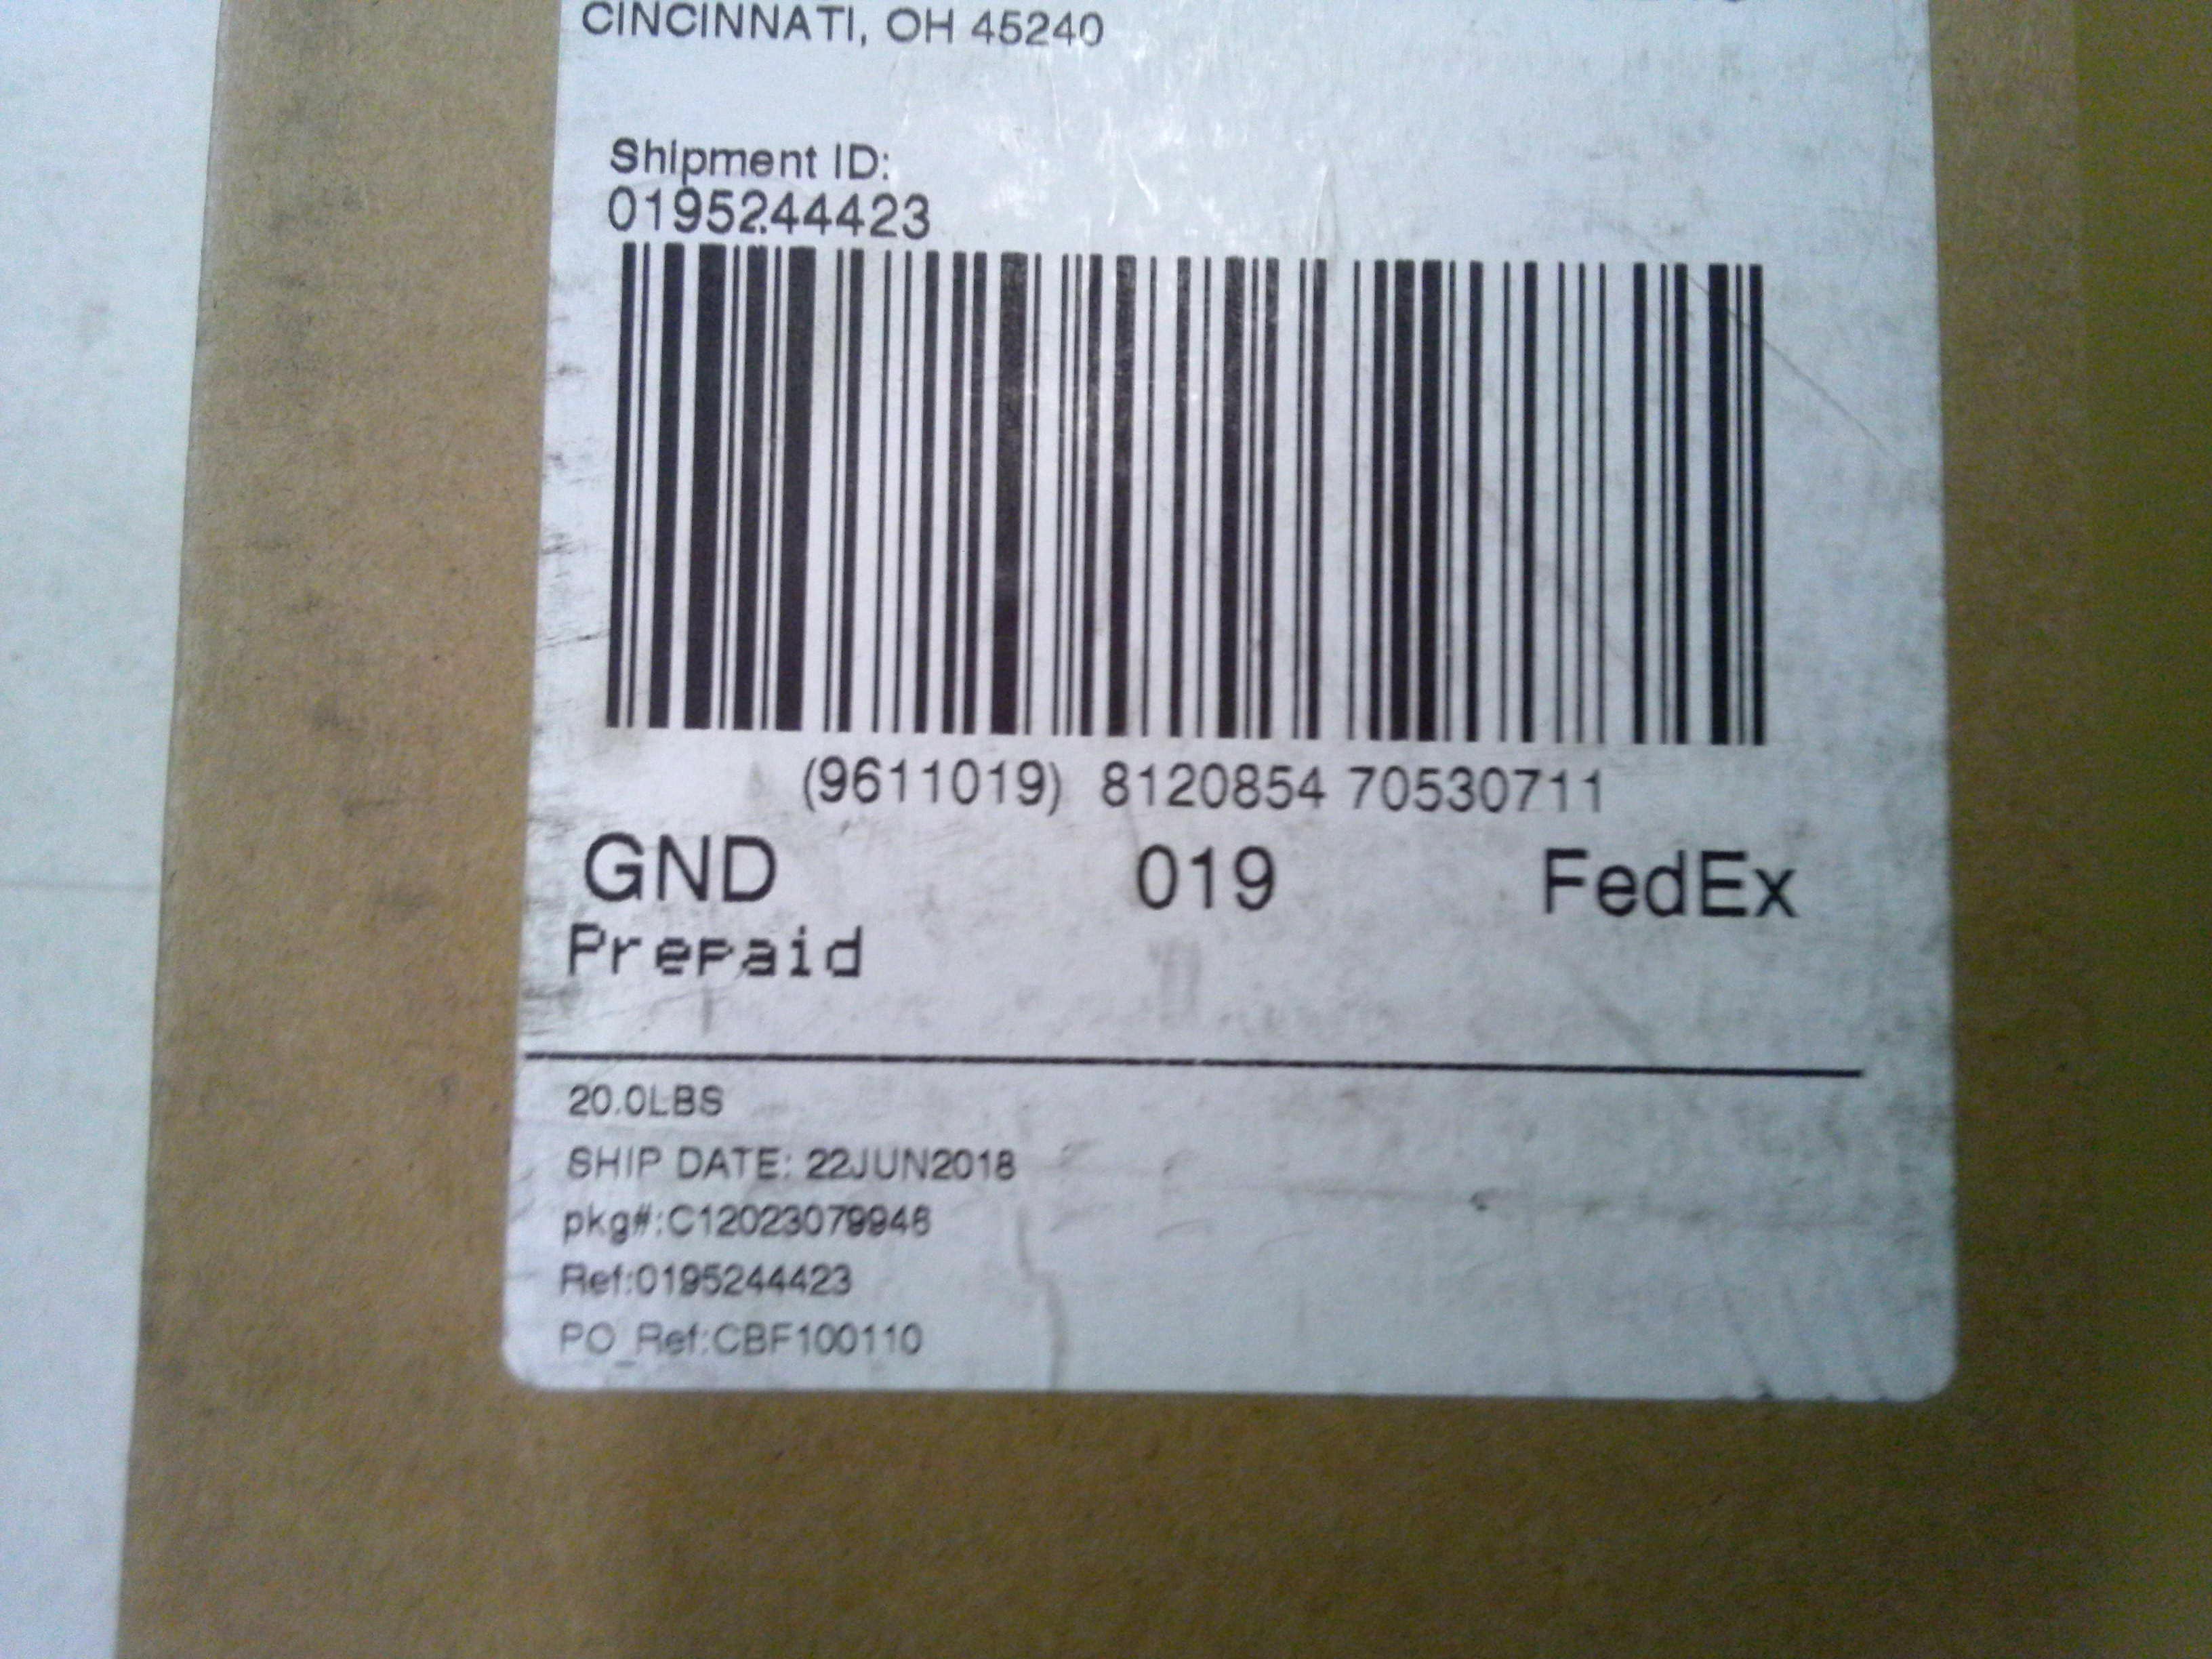 CINCINNATI, OH 45240
Shipment ID:
0195244423
(9611019) 8120854 70530711
GND 019 FedEx
Prepaid
20.0LBS
SHIP DATE: 22JUN2018
pkg#:C12023079946
Ref:0195244423
PO_Ref:CBF100110